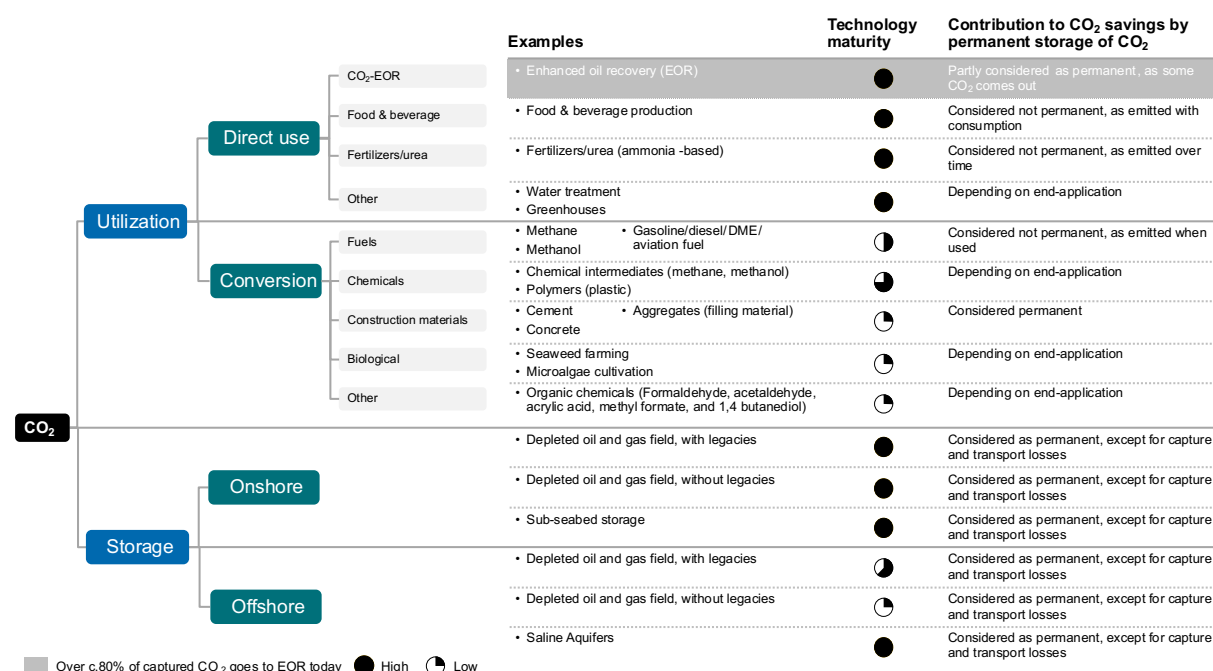 Examples
Technology
maturity
Contribution to CO2 savings by
permanent storage of CO2
CO2
Utilization
Direct use
CO2-EOR
• Enhanced oil recovery (EOR)
Partly considered as permanent, as some
CO2 comes out
Food & beverage
• Food & beverage production
Considered not permanent, as emitted with
consumption
Fertilizers/urea
• Fertilizers/urea (ammonia -based)
Considered not permanent, as emitted over
time
Other
• Water treatment
• Greenhouses
Depending on end-application
Conversion
Fuels
• Methane
• Methanol
• Gasoline/diesel/DME/
aviation fuel
Considered not permanent, as emitted when
used
Chemicals
• Chemical intermediates (methane, methanol)
• Polymers (plastic)
Depending on end-application
Construction materials
• Cement
• Concrete
• Aggregates (filling material)
Considered permanent
Biological
• Seaweed farming
• Microalgae cultivation
Depending on end-application
Other
• Organic chemicals (Formaldehyde, acetaldehyde,
acrylic acid, methyl formate, and 1,4 butanediol)
Depending on end-application
Storage
Onshore
• Depleted oil and gas field, with legacies
Considered as permanent, except for capture
and transport losses
• Depleted oil and gas field, without legacies
Considered as permanent, except for capture
and transport losses
• Sub-seabed storage
Considered as permanent, except for capture
and transport losses
Offshore
• Depleted oil and gas field, with legacies
Considered as permanent, except for capture
and transport losses
• Depleted oil and gas field, without legacies
Considered as permanent, except for capture
and transport losses
• Saline Aquifers
Considered as permanent, except for capture
and transport losses
Over c.80% of captured CO2 goes to EOR today
High
Low